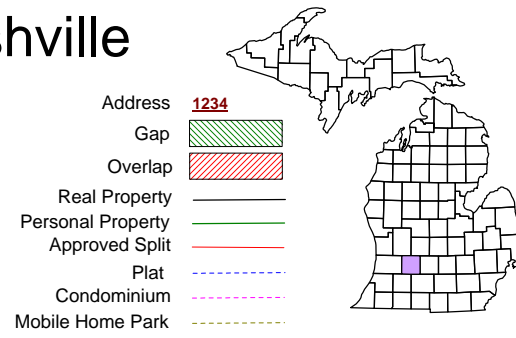 shville
Address 1234
Gap
Overlap
Real Property
Personal Property
Approved Split
Plat
Condominium
Mobile Home Park